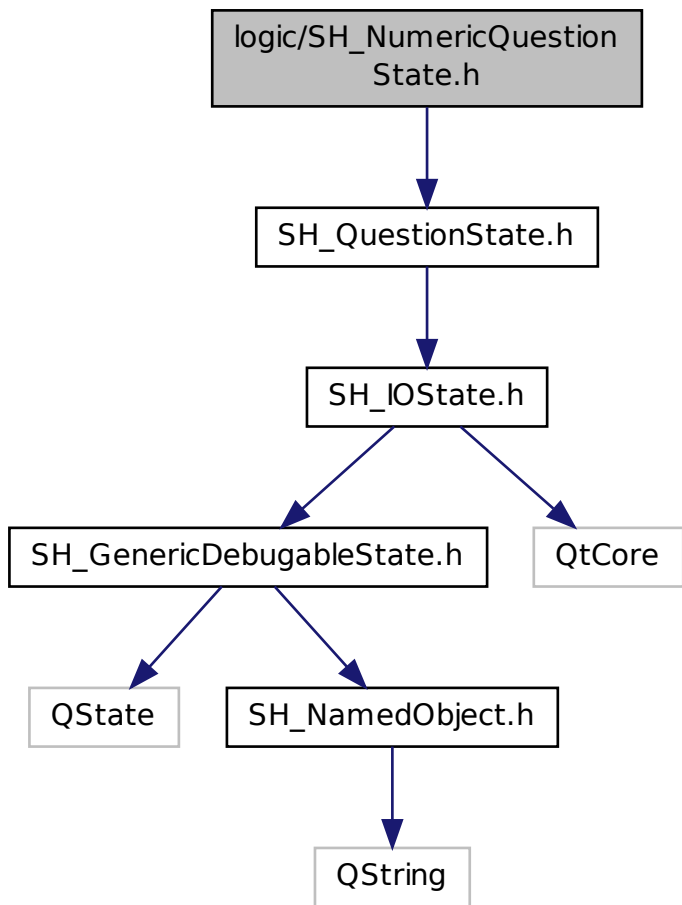 logic/SH_NumericQuestion
State.h
SH_QuestionState.h
SH_IOState.h
SH_GenericDebugableState.h
QtCore
QState
SH_NamedObject.h
QString